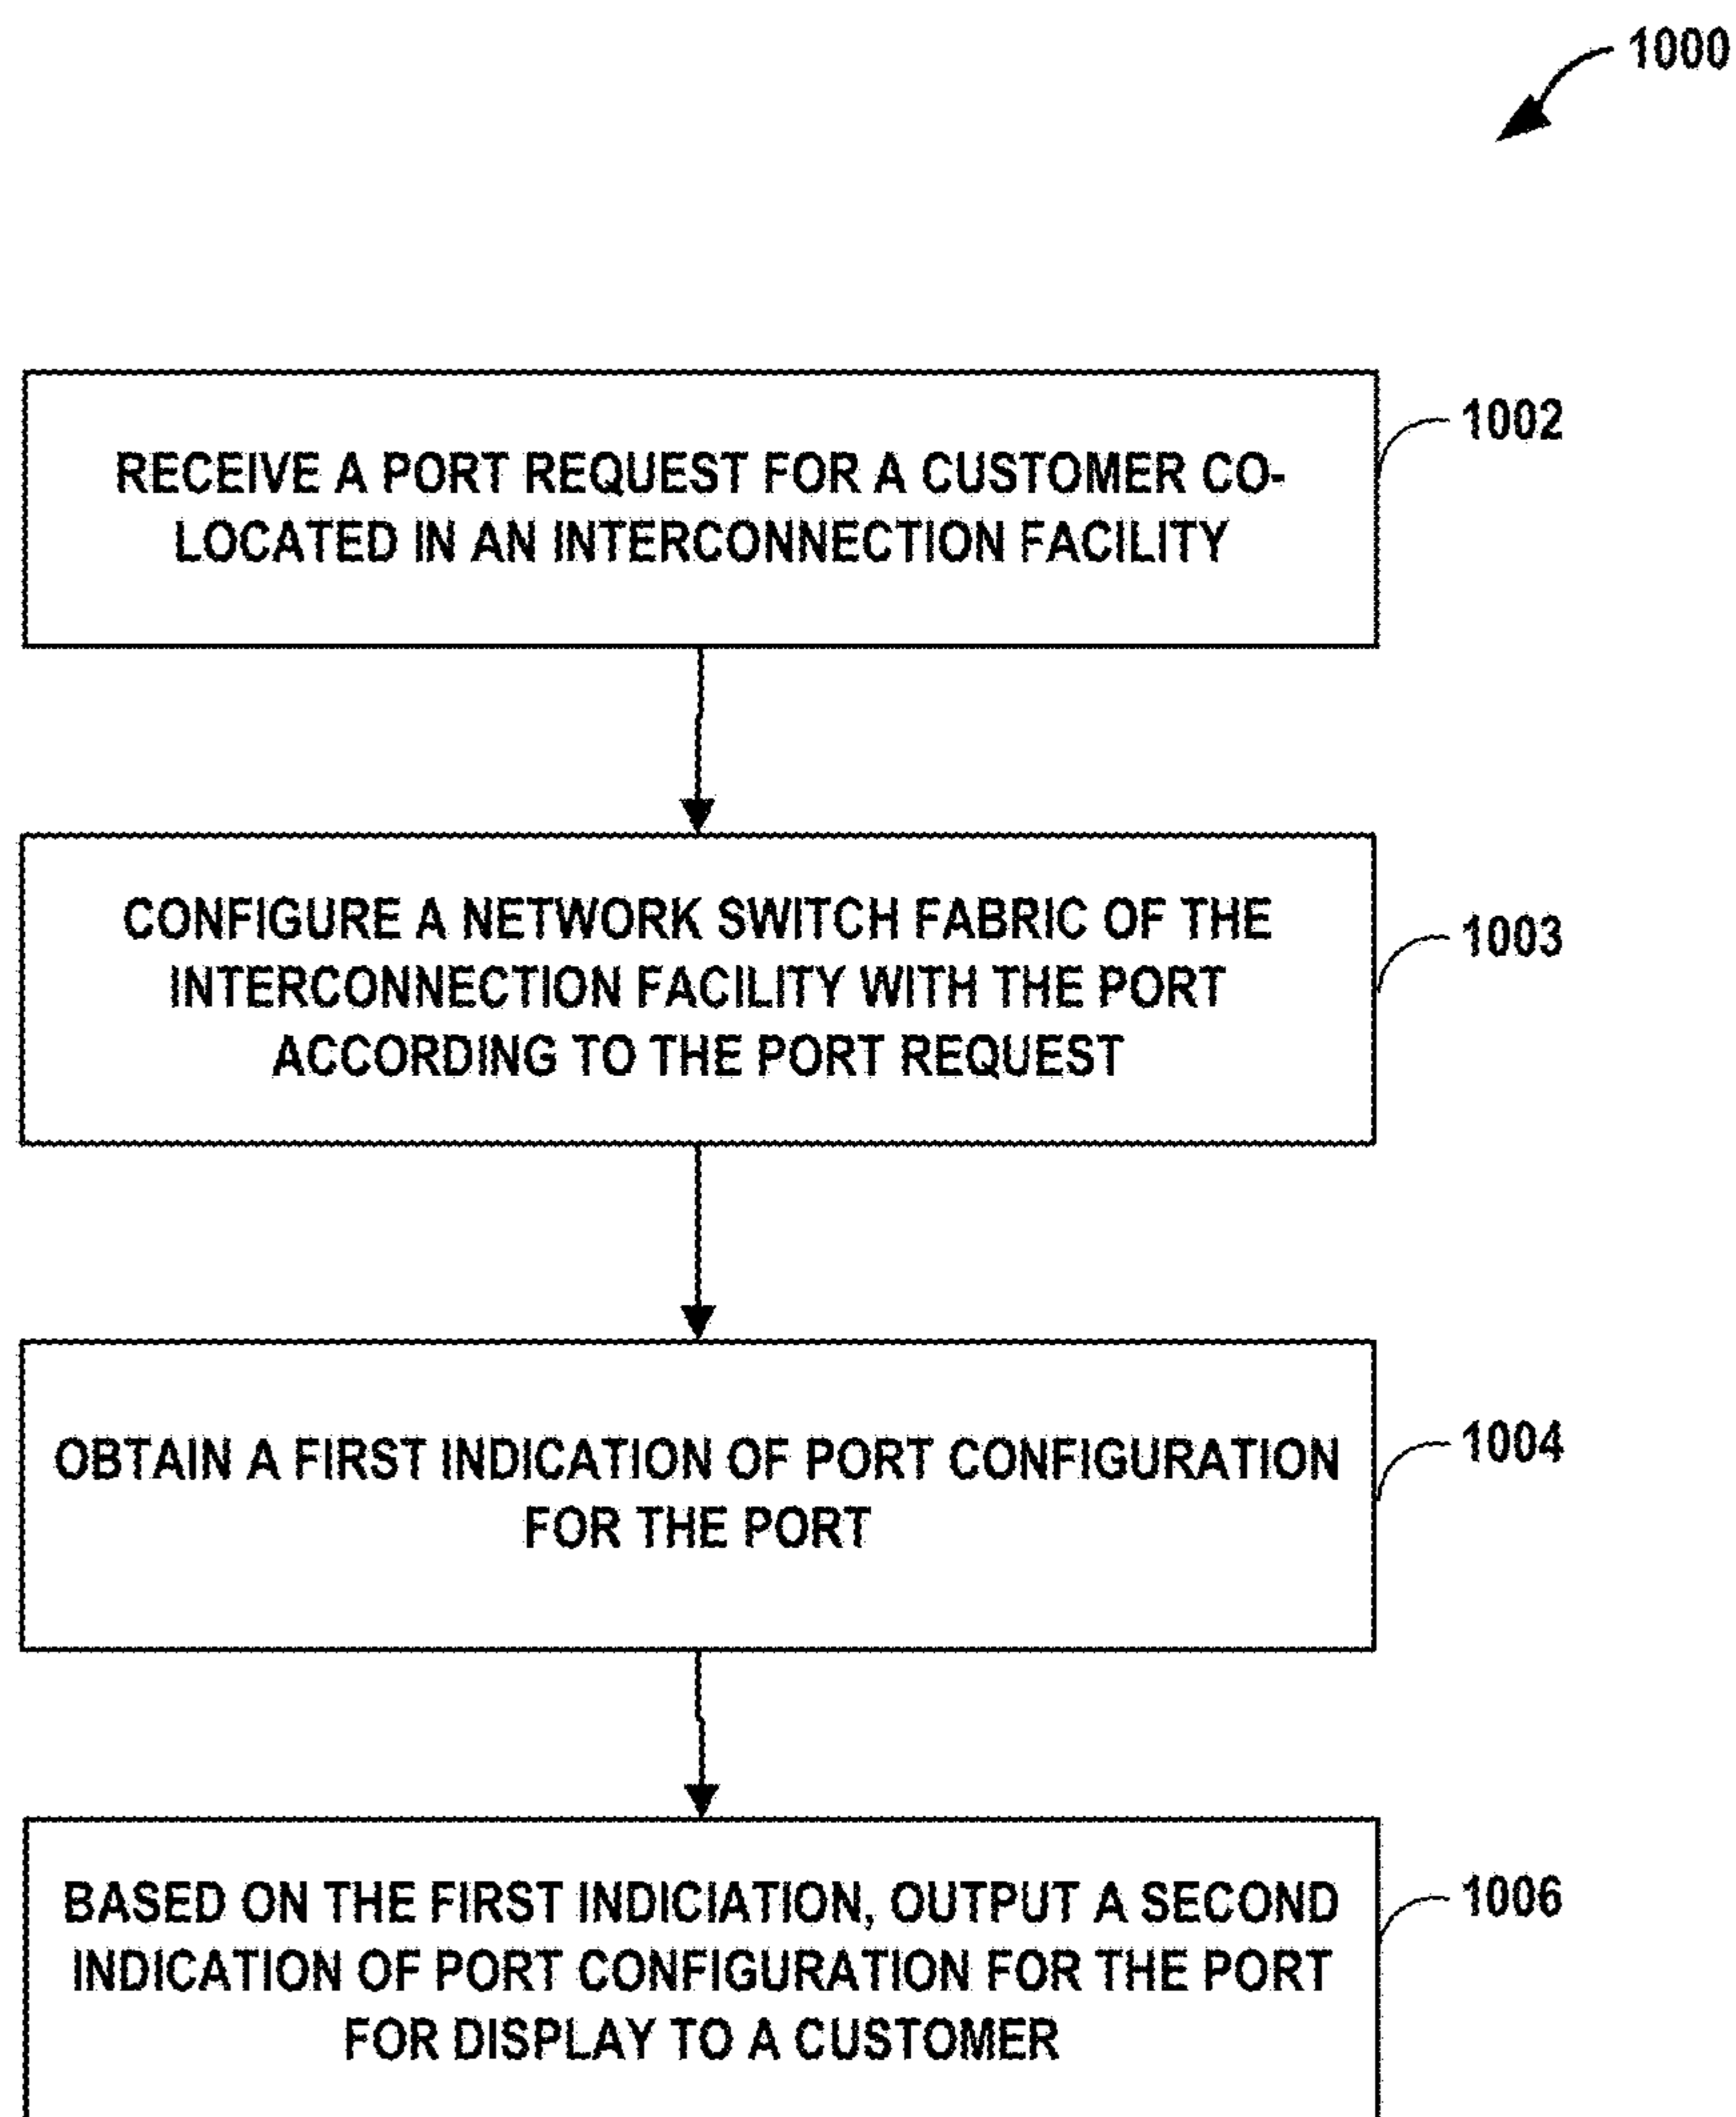 1000
RECEIVE A PORT REQUEST FOR A CUSTOMER CO-
LOCATED IN AN INTERCONNECTION FACILITY
1002
CONFIGURE A NETWORK SWITCH FABRIC OF THE
INTERCONNECTION FACILITY WITH THE PORT
ACCORDING TO THE PORT REQUEST
1003
OBTAIN A FIRST INDICATION OF PORT CONFIGURATION
FOR THE PORT
1004
BASED ON THE FIRST INDICIATION, OUTPUT A SECOND
INDICATION OF PORT CONFIGURATION FOR THE PORT
FOR DISPLAY TO A CUSTOMER
1006